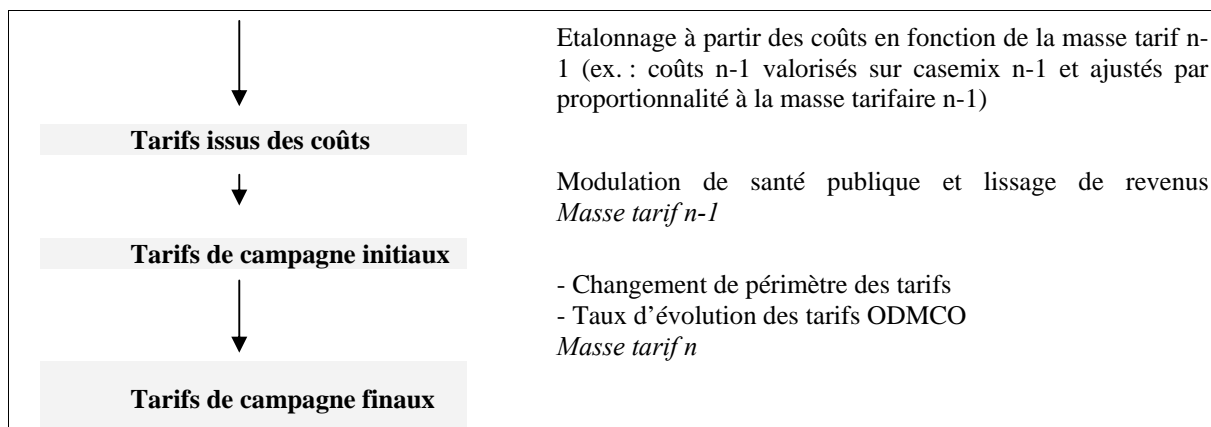 Etalonnage à partir des coûts en fonction de la masse tarif n-
1 (ex. : coûts n-1 valorisés sur casemix n-1 et ajustés par
proportionnalité à la masse tarifaire n-1)
Tarifs issus des coûts
Modulation de santé publique et lissage de revenus
Masse tarif n-1
Tarifs de campagne initiaux
- Changement de périmètre des tarifs
- Taux d’évolution des tarifs ODMCO
Masse tarif n
Tarifs de campagne finaux